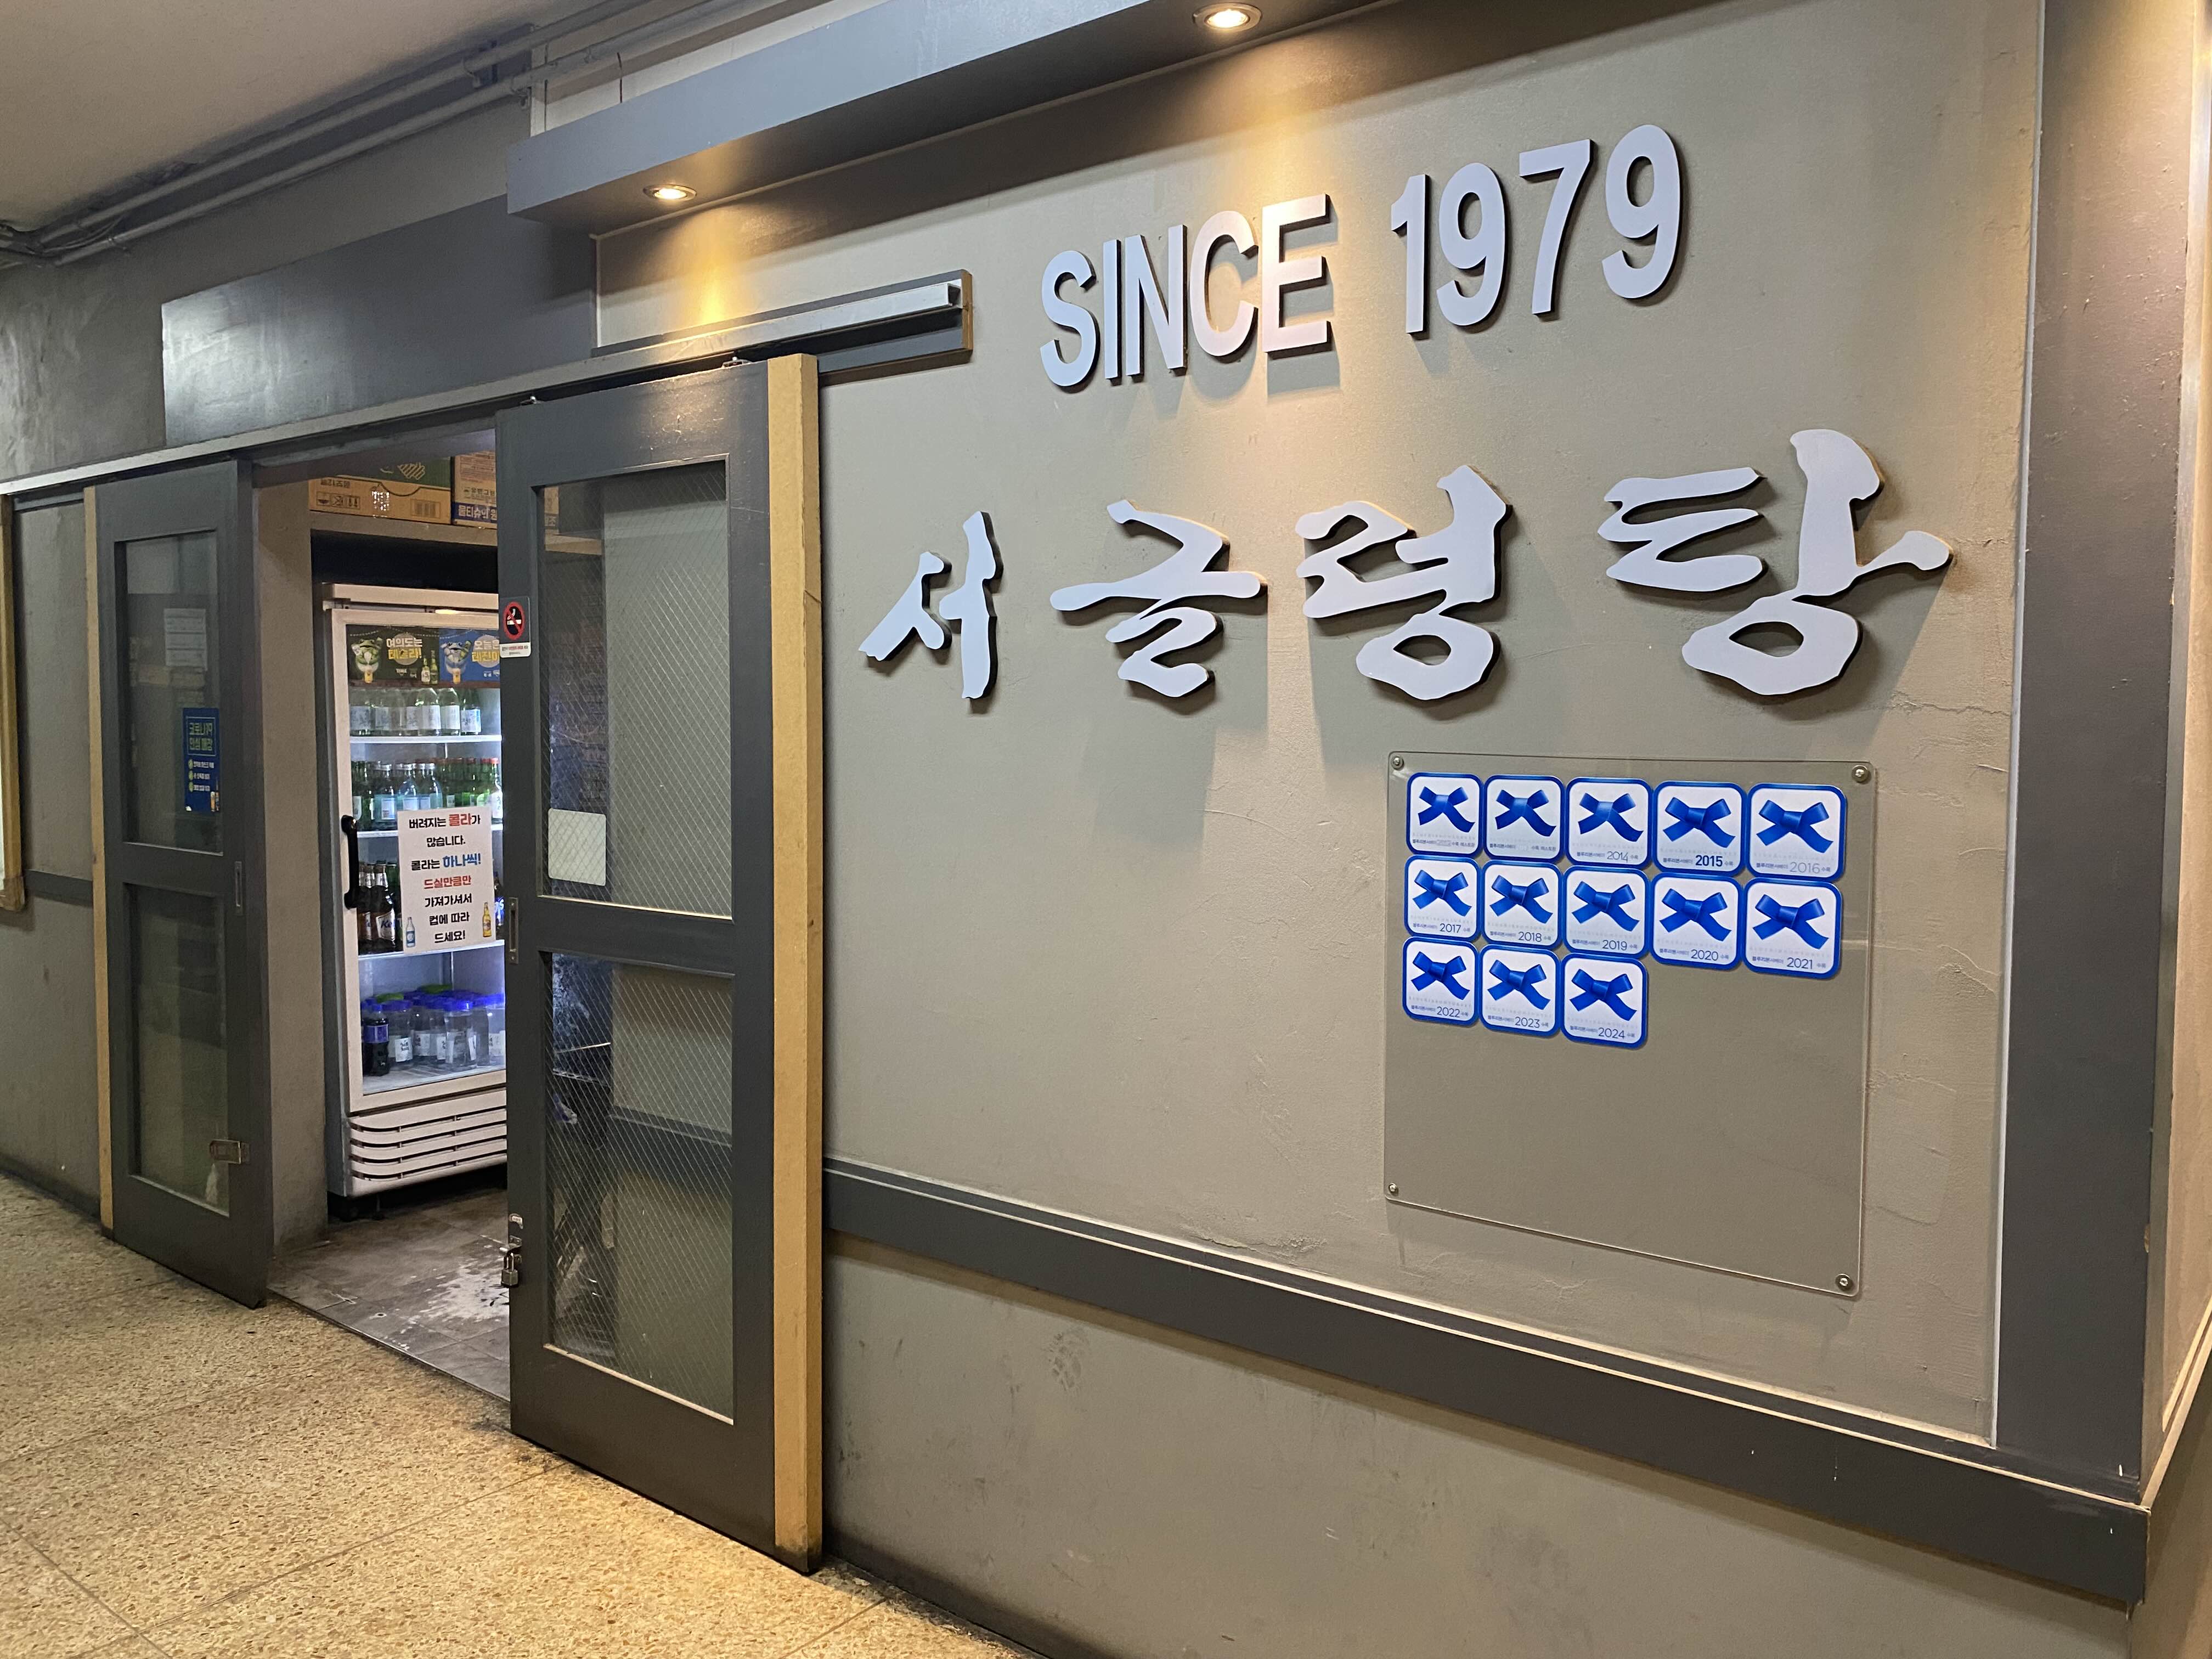 SINCE 1979
서글렁탕
버려지는 콜라가
많습니다.
콜라는 하나씩!
드실만큼만
가져가셔서
컵에 따라
드세요!
2014
2015
2016
2017
2018
2019
2020
2021
2022
2023
2024